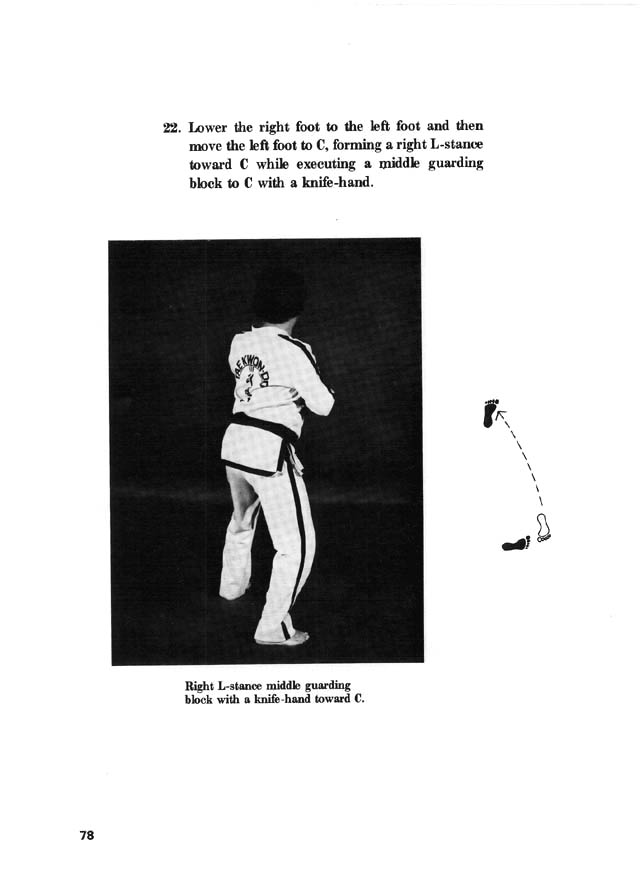 22. Lower the right foot to the left foot and then
move the left foot to C, forming a right L-stance
toward C while executing a middle guarding
block to C with a knife-hand.
TAEKWON-DO
Right L-stance middle guarding
block with a knife-hand toward C.
78